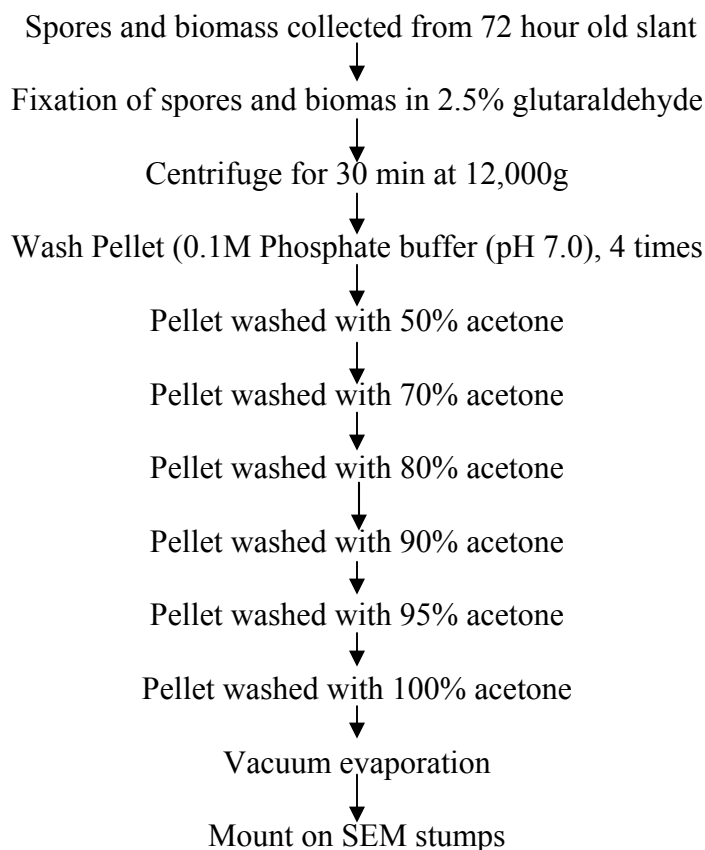 Spores and biomass collected from 72 hour old slant
Fixation of spores and biomas in 2.5% glutaraldehyde
Centrifuge for 30 min at 12,000g
Wash Pellet (0.1M Phosphate buffer (pH 7.0), 4 times
Pellet washed with 50% acetone
Pellet washed with 70% acetone
Pellet washed with 80% acetone
Pellet washed with 90% acetone
Pellet washed with 95% acetone
Pellet washed with 100% acetone
Vacuum evaporation
Mount on SEM stumps